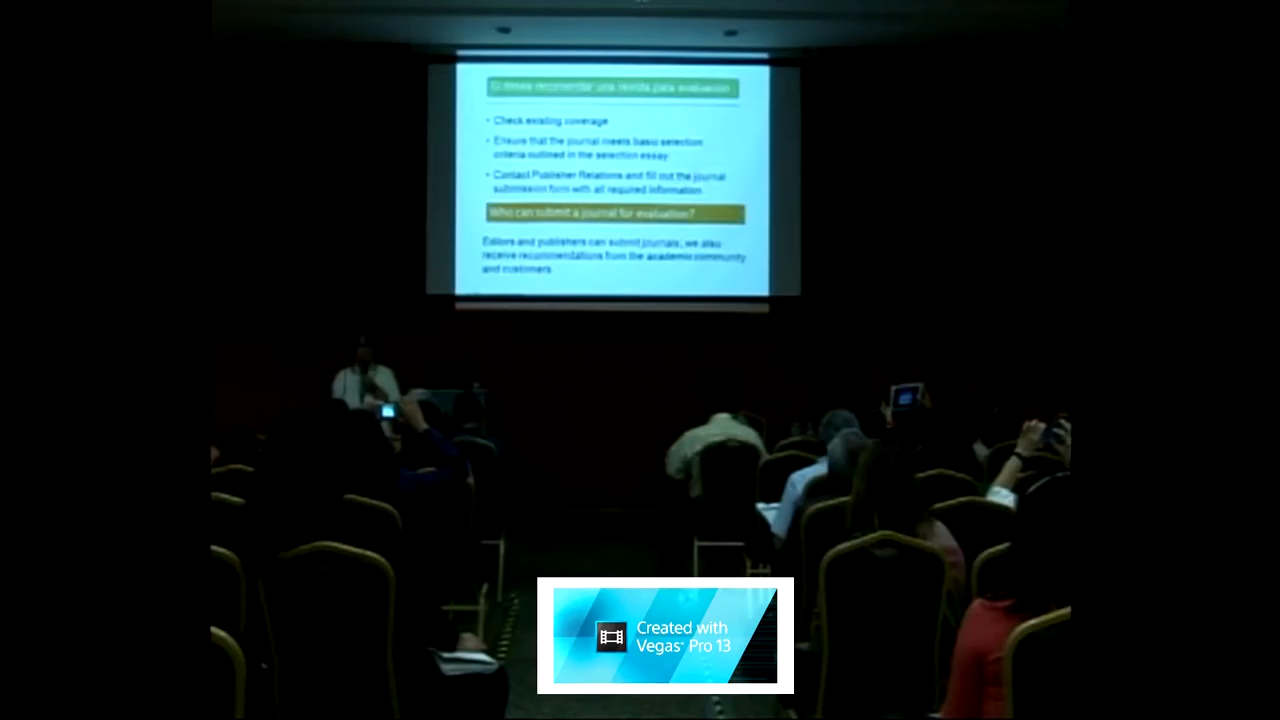 Si desea recomendar una revista para evaluación
• Check existing coverage
• Ensure that the journal meets basic selection
criteria outlined in the selection essay
• Contact Publisher Relations and fill out the journal
submission form with all required information
Who can submit a journal for evaluation?
Editors and publishers can submit journals, we also
receive recommendations from the academic community
and customers
Created with
Vegas™ Pro 13